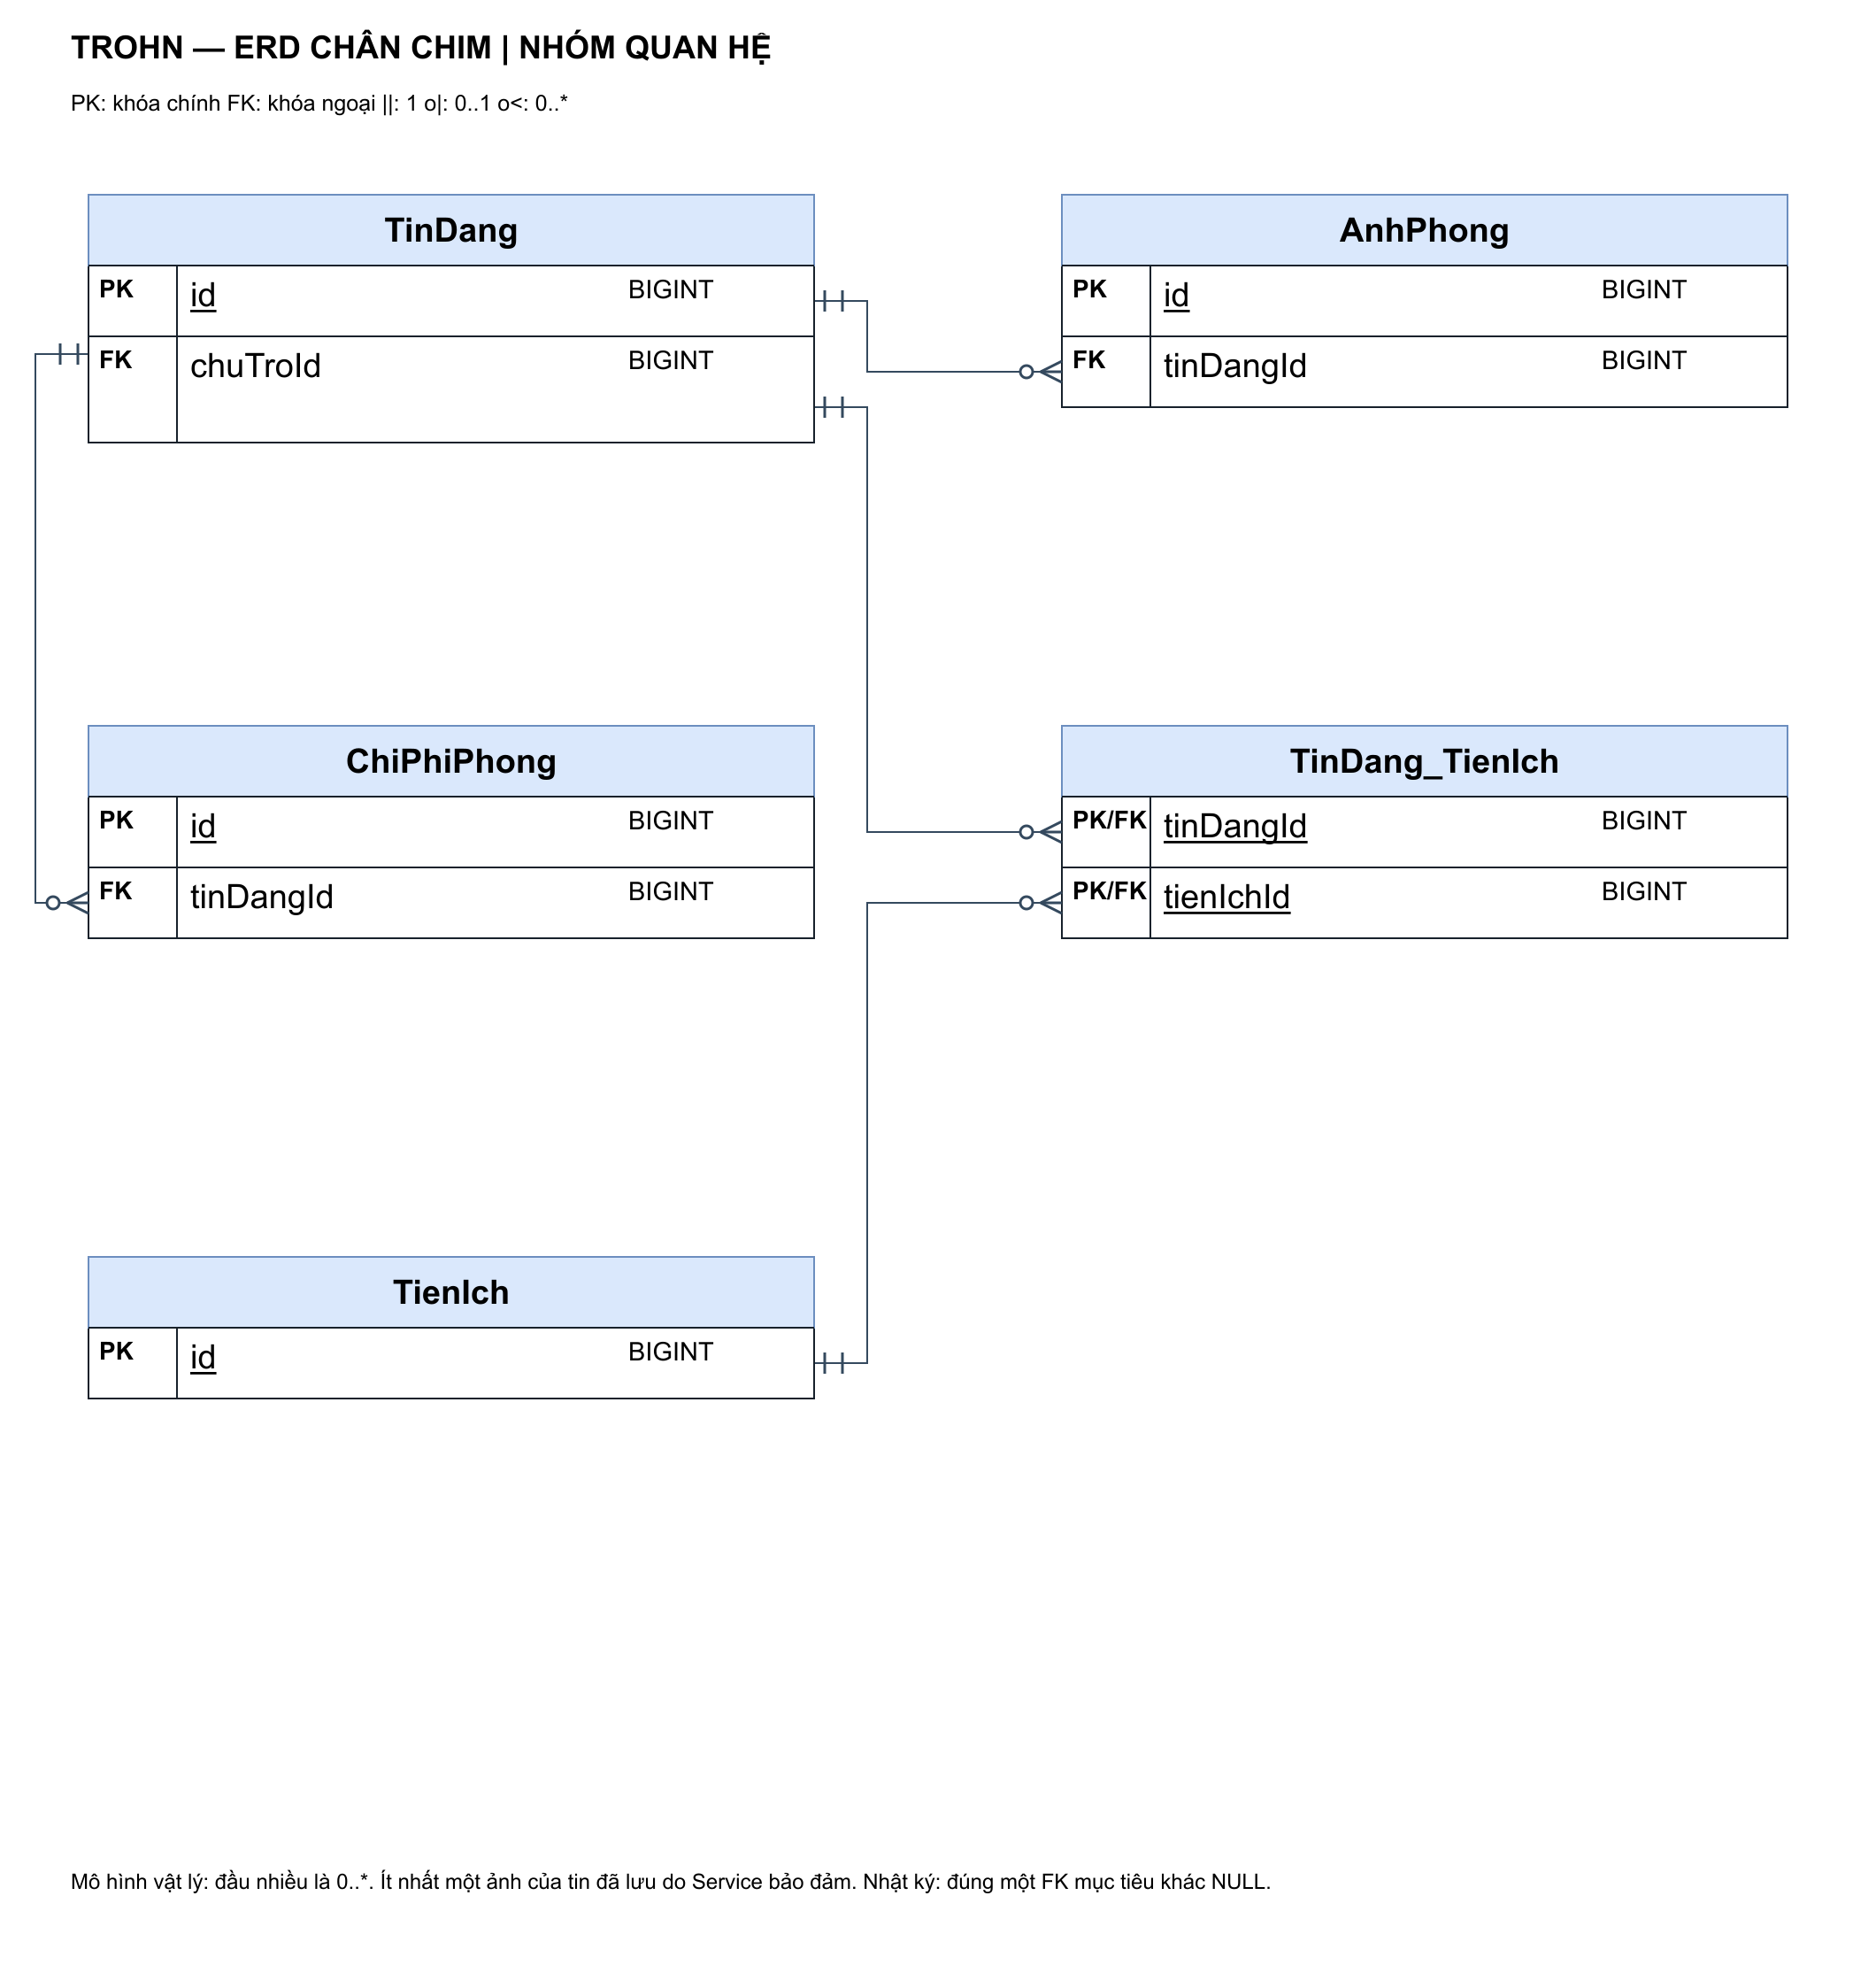 TROHN — ERD CHÂN CHIM | NHÓM QUAN HỆ
PK: khóa chính FK: khóa ngoại ||: 1 o|: 0..1 o<: 0..*
TinDang
PK id BIGINT
FK chuTroId BIGINT
AnhPhong
PK id BIGINT
FK tinDangId BIGINT
ChiPhiPhong
PK id BIGINT
FK tinDangId BIGINT
TinDang_TienIch
PK/FK tinDangId BIGINT
PK/FK tienIchId BIGINT
TienIch
PK id BIGINT
Mô hình vật lý: đầu nhiều là 0..*. Ít nhất một ảnh của tin đã lưu do Service bảo đảm. Nhật ký: đúng một FK mục tiêu khác NULL.